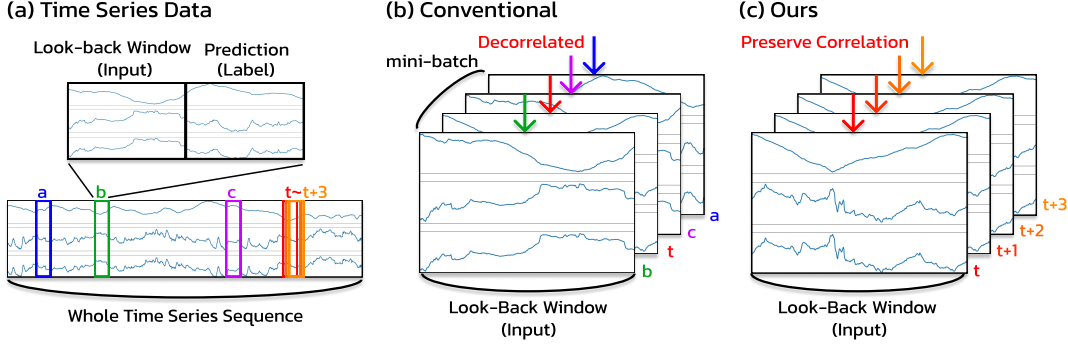 (a) Time Series Data
Look-back Window
(Input)
Prediction
(Label)
a
b
c
t~t+3
Whole Time Series Sequence
(b) Conventional
Decorrelated
mini-batch
a
c
t
b
Look-Back Window
(Input)
(c) Ours
Preserve Correlation
t+3
t+2
t+1
t
Look-Back Window
(Input)